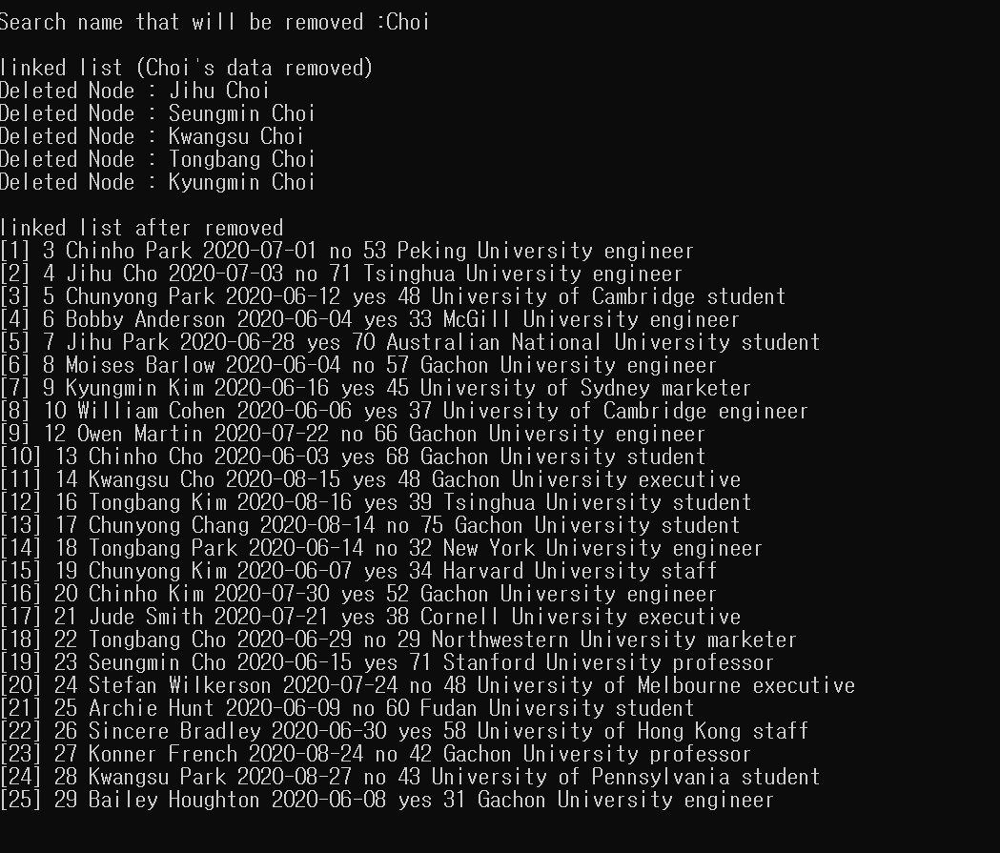 Search name that will be removed :Choi
linked list (Choi's data removed)
Deleted Node : Jihu Choi
Deleted Node : Seungmin Choi
Deleted Node : Kwangsu Choi
Deleted Node : Tongbang Choi
Deleted Node : Kyungmin Choi
linked list after removed
[1] 3 Chinho Park 2020-07-01 no 53 Peking University engineer
[2] 4 Jihu Cho 2020-07-03 no 71 Tsinghua University engineer
[3] 5 Chunyong Park 2020-06-12 yes 48 University of Cambridge student
[4] 6 Bobby Anderson 2020-06-04 yes 33 McGill University engineer
[5] 7 Jihu Park 2020-06-28 yes 70 Australian National University student
[6] 8 Moises Barlow 2020-06-04 no 57 Gachon University engineer
[7] 9 Kyungmin Kim 2020-06-16 yes 45 University of Sydney marketer
[8] 10 William Cohen 2020-06-06 yes 37 University of Cambridge engineer
[9] 12 Owen Martin 2020-07-22 no 66 Gachon University engineer
[10] 13 Chinho Cho 2020-06-03 yes 68 Gachon University student
[11] 14 Kwangsu Cho 2020-08-15 yes 48 Gachon University executive
[12] 16 Tongbang Kim 2020-08-16 yes 39 Tsinghua University student
[13] 17 Chunyong Chang 2020-08-14 no 75 Gachon University student
[14] 18 Tongbang Park 2020-06-14 no 32 New York University engineer
[15] 19 Chunyong Kim 2020-06-07 yes 34 Harvard University staff
[16] 20 Chinho Kim 2020-07-30 yes 52 Gachon University engineer
[17] 21 Jude Smith 2020-07-21 yes 38 Cornell University executive
[18] 22 Tongbang Cho 2020-06-29 no 29 Northwestern University marketer
[19] 23 Seungmin Cho 2020-06-15 yes 71 Stanford University professor
[20] 24 Stefan Wilkerson 2020-07-24 no 48 University of Melbourne executive
[21] 25 Archie Hunt 2020-06-09 no 60 Fudan University student
[22] 26 Sincere Bradley 2020-06-30 yes 58 University of Hong Kong staff
[23] 27 Konner French 2020-08-24 no 42 Gachon University professor
[24] 28 Kwangsu Park 2020-08-27 no 43 University of Pennsylvania student
[25] 29 Bailey Houghton 2020-06-08 yes 31 Gachon University engineer